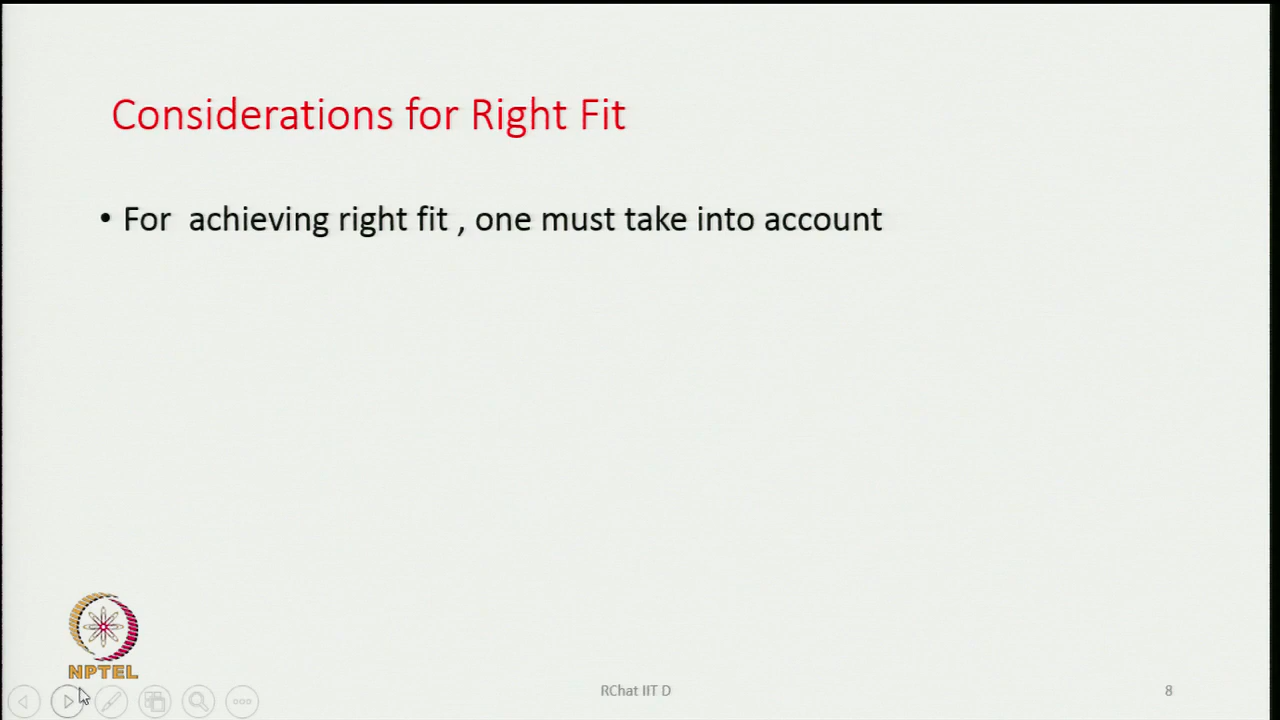 Considerations for Right Fit
• For achieving right fit , one must take into account
NPTEL
RChat IIT D
8